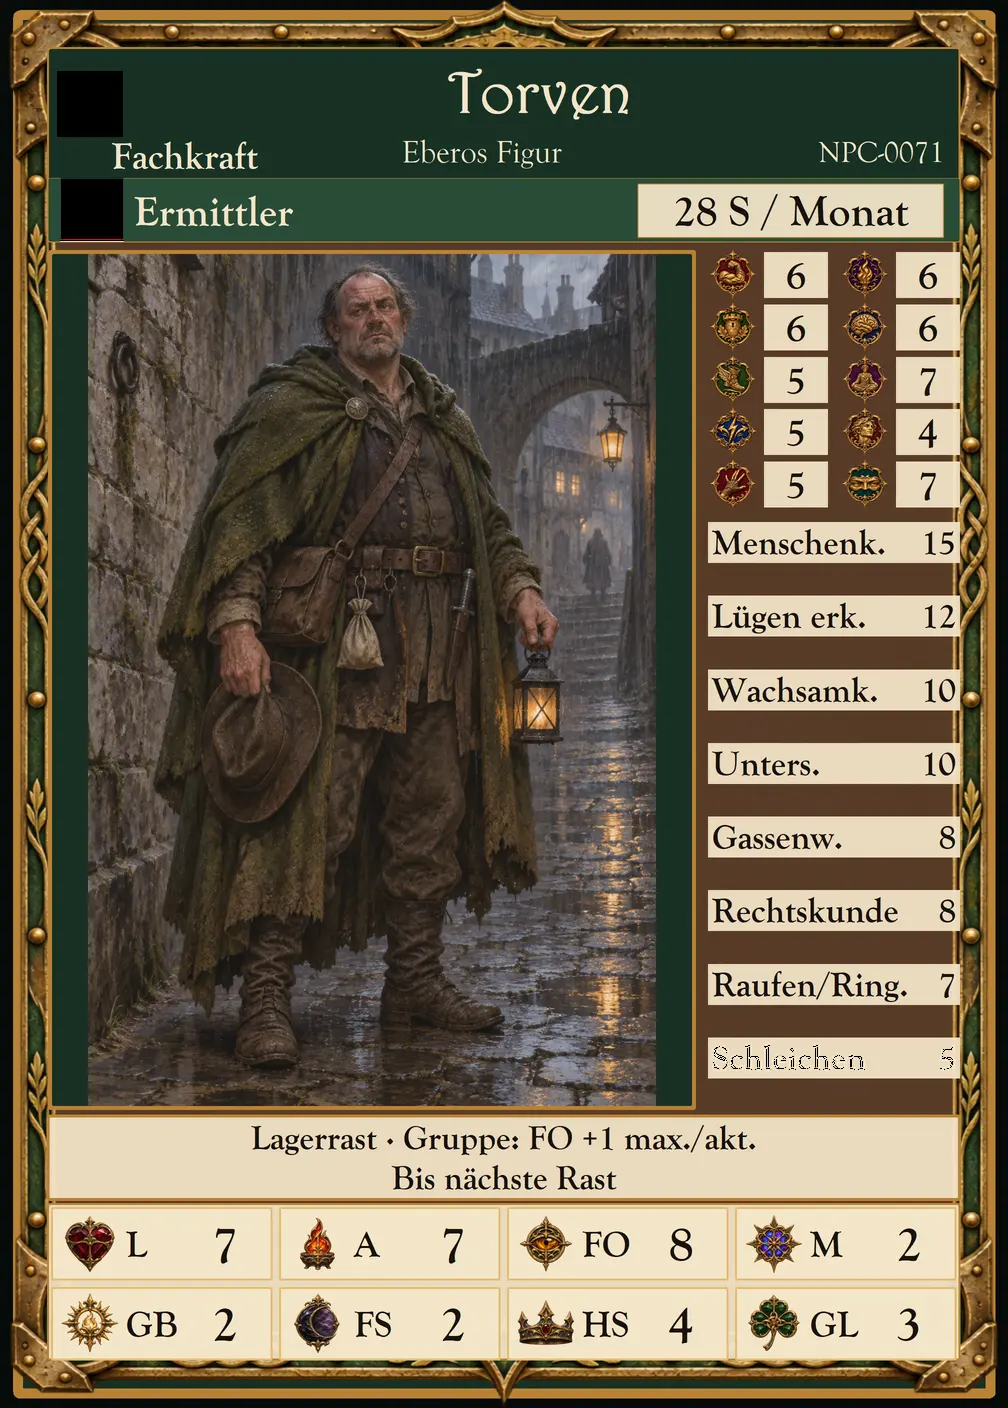 Torven
Fachkraft
Eberos Figur
NPC-0071
Ermittler
28 S / Monat
6 6
6 6
5 7
5 4
5 7
Menschenk. 15
Lügen erk. 12
Wachsamk. 10
Unters. 10
Gassenw. 8
Rechtskunde 8
Raufen/Ring. 7
Schleichen 5
Lagerrast · Gruppe: FO +1 max./akt.
Bis nächste Rast
L 7 A 7 FO 8 M 2
GB 2 FS 2 HS 4 GL 3